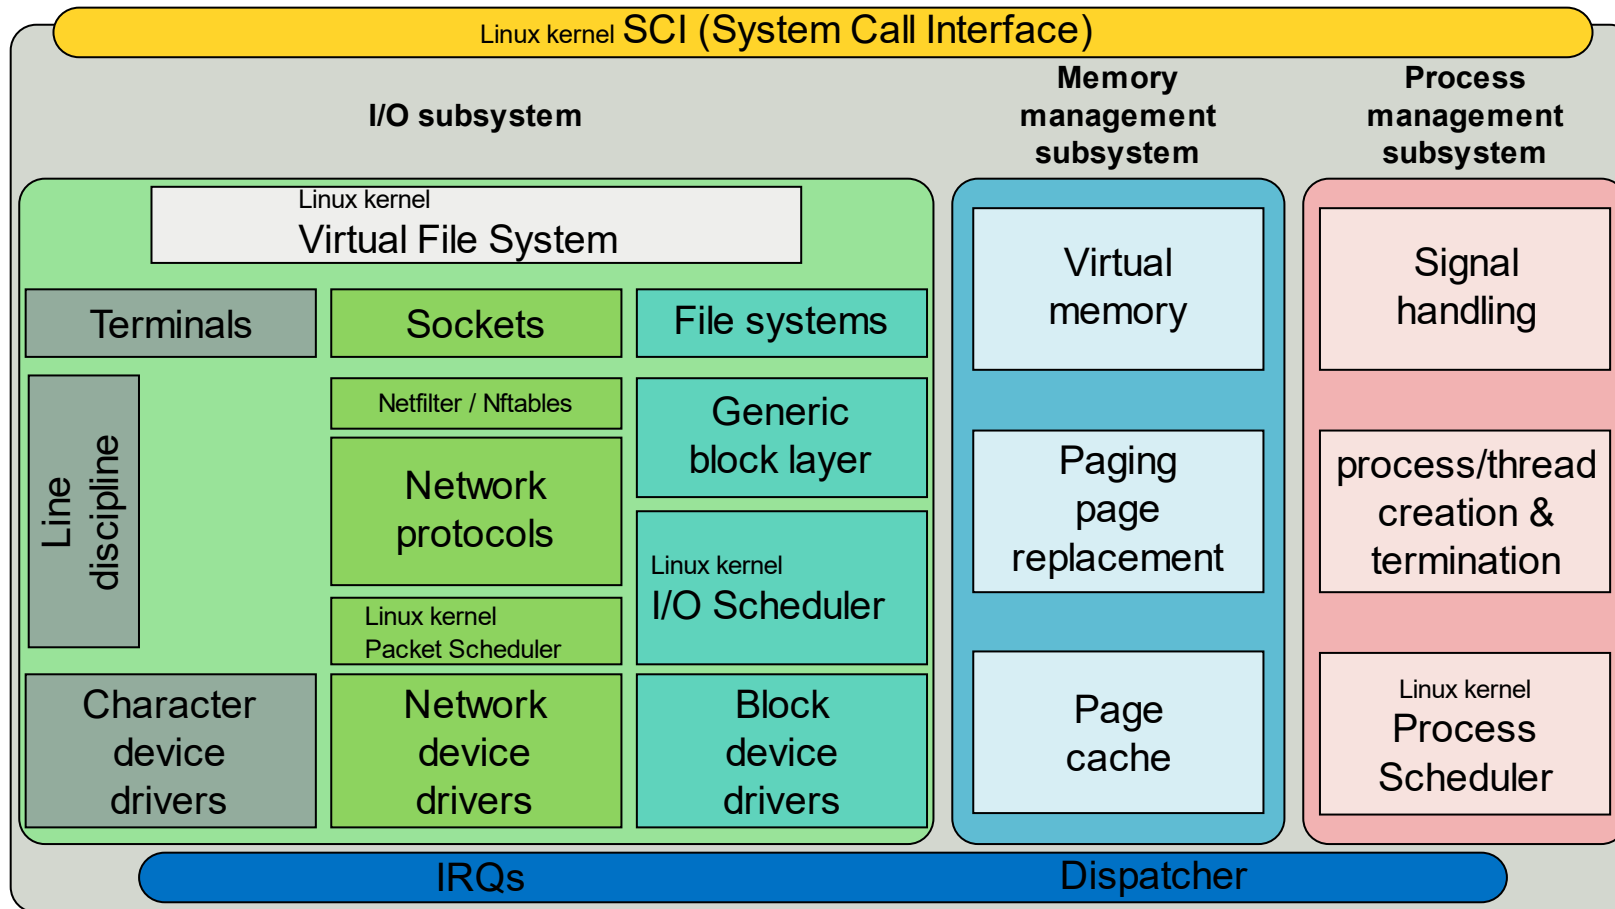 Linux kernel SCI (System Call Interface)
I/O subsystem
Memory
management
subsystem
Process
management
subsystem
Linux kernel
Virtual File System
Terminals
Sockets
File systems
Line
discipline
Netfilter / Nftables
Network
protocols
Linux kernel
Packet Scheduler
Generic
block layer
Linux kernel
I/O Scheduler
Character
device
drivers
Network
device
drivers
Block
device
drivers
Virtual
memory
Paging
page
replacement
Page
cache
Signal
handling
process/thread
creation &
termination
Linux kernel
Process
Scheduler
IRQs
Dispatcher